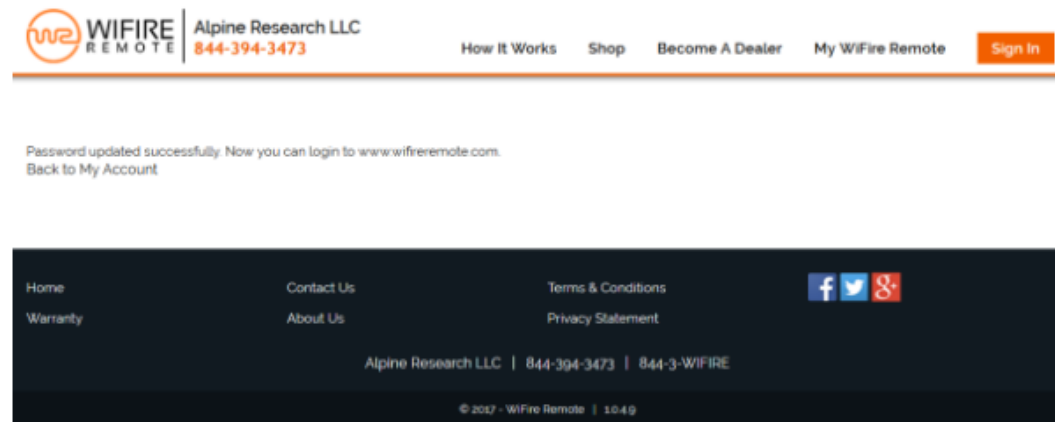 WIFIRE
REMOTE
Alpine Research LLC
844-394-3473
How It Works Shop Become A Dealer My WiFire Remote Sign In
Password updated successfully. Now you can login to www.wifireremote.com.
Back to My Account
Home Contact Us Terms & Conditions
Warranty About Us Privacy Statement
Alpine Research LLC | 844-394-3473 | 844-3-WIFIRE
© 2017 - WiFire Remote | 1.0.4.9